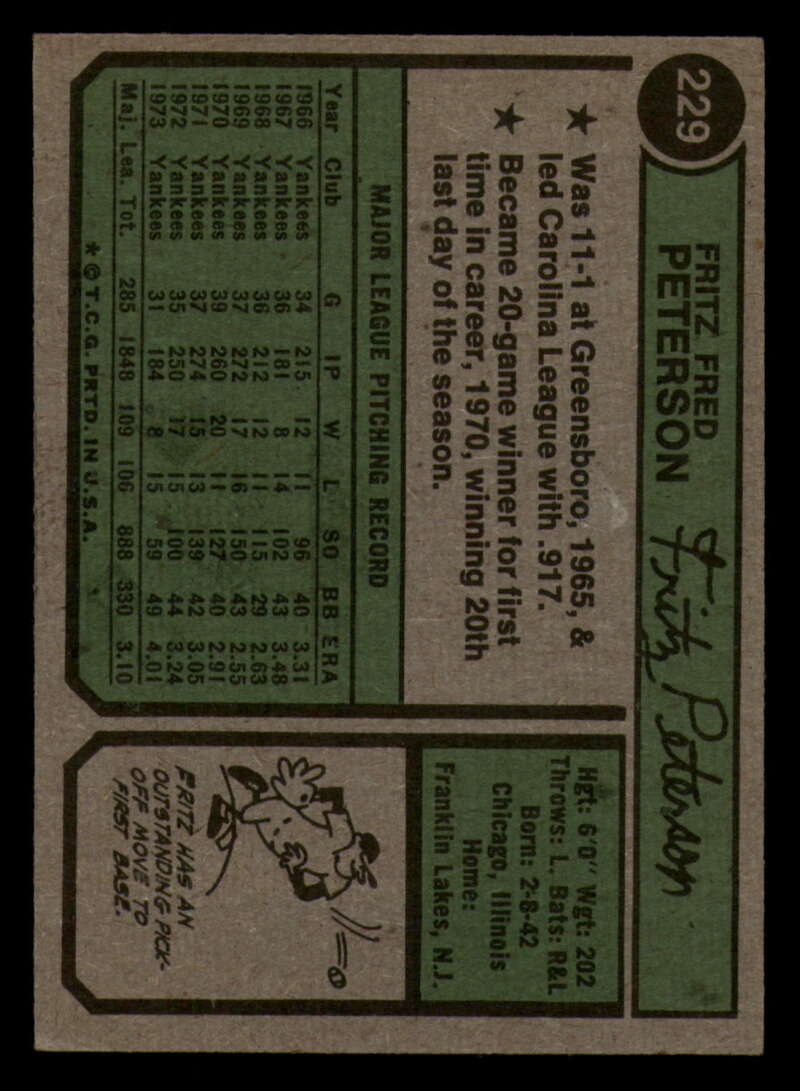 229
FRITZ FRED
PETERSON
Fritz Peterson
★ Was 11-1 at Greensboro, 1965, &
led Carolina League with .917.
★ Became 20-game winner for first
time in career, 1970, winning 20th
last day of the season.
MAJOR LEAGUE PITCHING RECORD
Year Club G IP W L SO BB ERA
1966 Yankees 34 215 12 11 96 40 3.31
1967 Yankees 36 181 8 14 102 43 3.48
1968 Yankees 36 212 12 11 115 29 2.63
1969 Yankees 37 272 17 16 150 43 2.55
1970 Yankees 39 260 20 11 127 40 2.91
1971 Yankees 37 274 15 13 139 42 3.05
1972 Yankees 35 250 17 15 100 44 3.24
1973 Yankees 31 184 8 15 59 49 4.01
Maj. Lea. Tot. 285 1848 109 106 888 330 3.10
* © T.C.G. PRTD. IN U.S.A.
Hgt: 6'0" Wgt: 202
Throws: L. Bats: R&L
Born: 2-8-42
Chicago, Illinois
Home:
Franklin Lakes, N.J.
FRITZ HAS AN
OUTSTANDING PICK-
OFF MOVE TO
FIRST BASE.